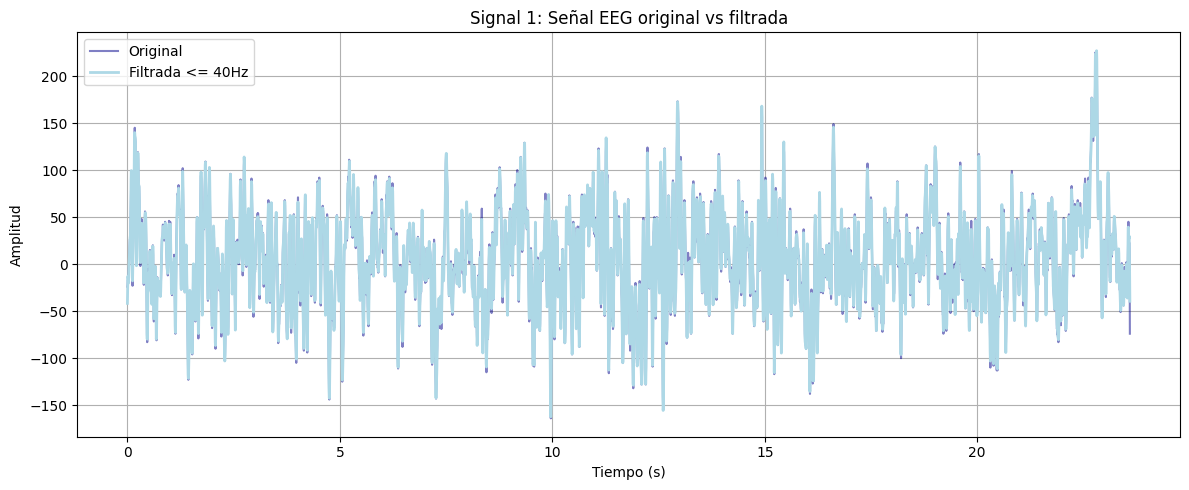 Signal 1: Señal EEG original vs filtrada
Original
Filtrada <= 40Hz
Amplitud
200
150
100
50
0
−50
−100
−150
0
5
10
15
20
Tiempo (s)